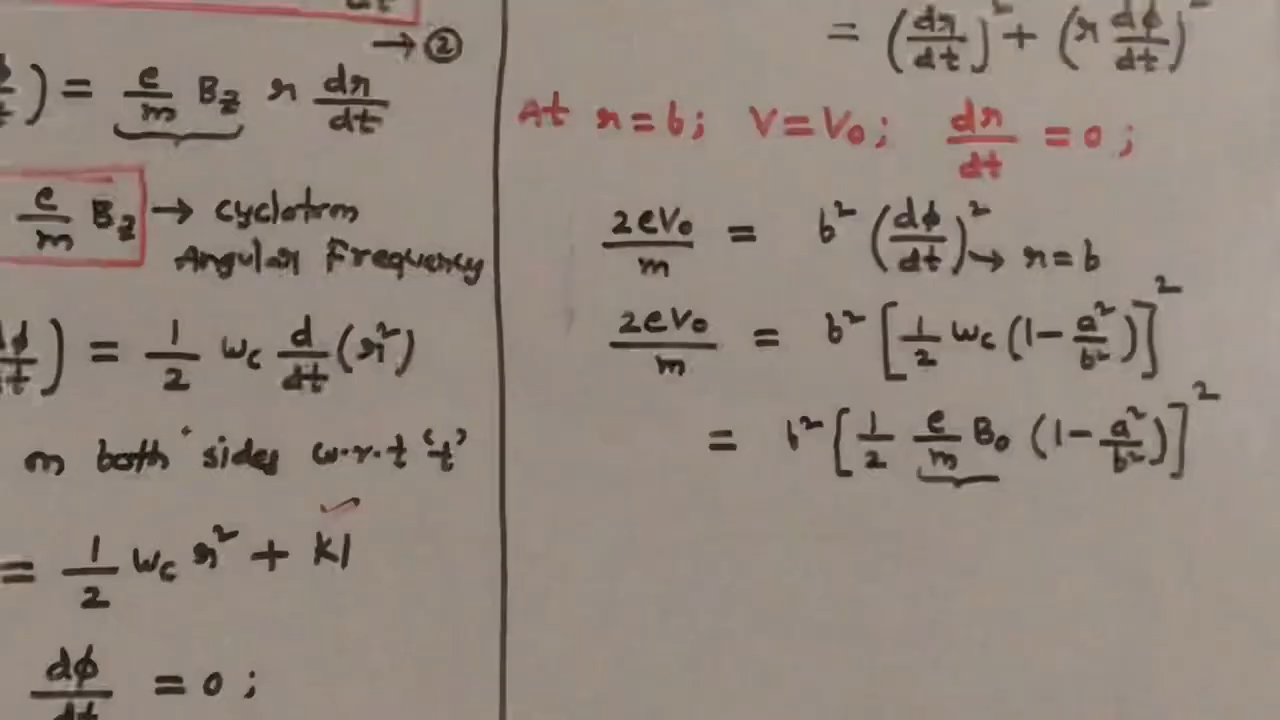 → ②
) = e/m B_z r dr/dt
e/m B_z → cyclotron
Angular Frequency
) = 1/2 ω_c d/dt (r²)
on both sides w.r.t 't'
= 1/2 ω_c r² + k1
dϕ/dt = 0 ;
= (dr/dt)² + (r dϕ/dt)²
At r = b ; V = V₀ ; dr/dt = 0 ;
2eV₀/m = b² (dϕ/dt)² → r = b
2eV₀/m = b² [1/2 ω_c (1 - a²/b²)]²
= b² [1/2 e/m B₀ (1 - a²/b²)]²